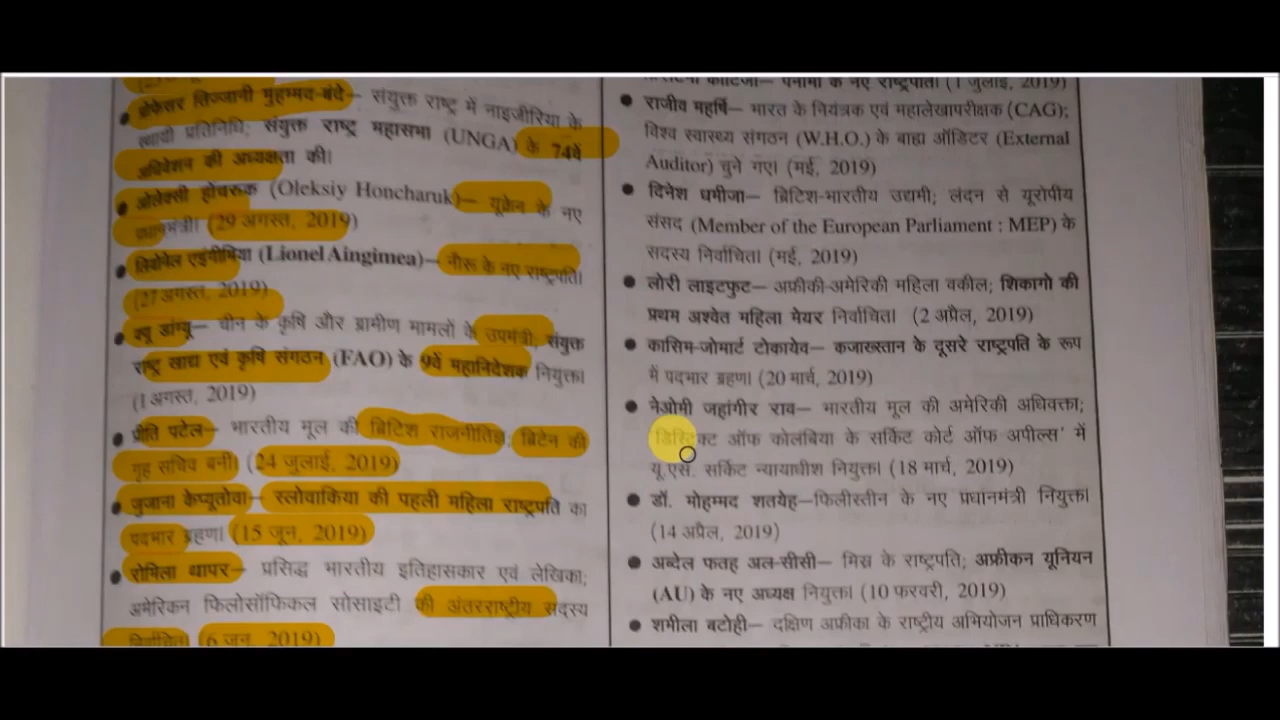 प्रोफेसर तिज्जानी मुहम्मद-बंदे– संयुक्त राष्ट्र में नाइजीरिया के
स्थायी प्रतिनिधि; संयुक्त राष्ट्र महासभा (UNGA) के 74वें
अधिवेशन की अध्यक्षता की।
ओलेक्सी होंचरुक (Oleksiy Honcharuk)– यूक्रेन के नए
प्रधानमंत्री। (29 अगस्त, 2019)
लियोनेल एइंगीमिया (Lionel Aingimea)– नौरू के नए राष्ट्रपति।
(27 अगस्त, 2019)
क्यू डांग्यू– चीन के कृषि और ग्रामीण मामलों के उपमंत्री; संयुक्त
राष्ट्र खाद्य एवं कृषि संगठन (FAO) के 9वें महानिदेशक नियुक्त।
(1 अगस्त, 2019)
प्रीति पटेल– भारतीय मूल की ब्रिटिश राजनीतिज्ञ; ब्रिटेन की
गृह सचिव बनी। (24 जुलाई, 2019)
जुजाना केप्यूतोवा– स्लोवाकिया की पहली महिला राष्ट्रपति का
पदभार ग्रहण। (15 जून, 2019)
रोमिला थापर– प्रसिद्ध भारतीय इतिहासकार एवं लेखिका;
अमेरिकन फिलोसॉफिकल सोसाइटी की अंतरराष्ट्रीय सदस्य
निर्वाचित। (6 जून, 2019)
पनामा के नए राष्ट्रपति। (1 जुलाई, 2019)
राजीव महर्षि– भारत के नियंत्रक एवं महालेखापरीक्षक (CAG);
विश्व स्वास्थ्य संगठन (W.H.O.) के बाह्य ऑडिटर (External
Auditor) चुने गए। (मई, 2019)
दिनेश धमीजा– ब्रिटिश-भारतीय उद्यमी; लंदन से यूरोपीय
संसद (Member of the European Parliament : MEP) के
सदस्य निर्वाचित। (मई, 2019)
लोरी लाइटफुट– अफ्रीकी-अमेरिकी महिला वकील; शिकागो की
प्रथम अश्वेत महिला मेयर निर्वाचित। (2 अप्रैल, 2019)
कासिम-जोमार्ट टोकायेव– कजाख्स्तान के दूसरे राष्ट्रपति के रूप
में पदभार ग्रहण। (20 मार्च, 2019)
नेओमी जहांगीर राव– भारतीय मूल की अमेरिकी अधिवक्ता;
'डिस्ट्रिक्ट ऑफ कोलंबिया के सर्किट कोर्ट ऑफ अपील्स' में
यू.एस. सर्किट न्यायाधीश नियुक्त। (18 मार्च, 2019)
डॉ. मोहम्मद शतयेह–फिलीस्तीन के नए प्रधानमंत्री नियुक्त।
(14 अप्रैल, 2019)
अब्देल फतह अल-सीसी– मिस्र के राष्ट्रपति; अफ्रीकन यूनियन
(AU) के नए अध्यक्ष नियुक्त। (10 फरवरी, 2019)
शमीला बटोही– दक्षिण अफ्रीका के राष्ट्रीय अभियोजन प्राधिकरण